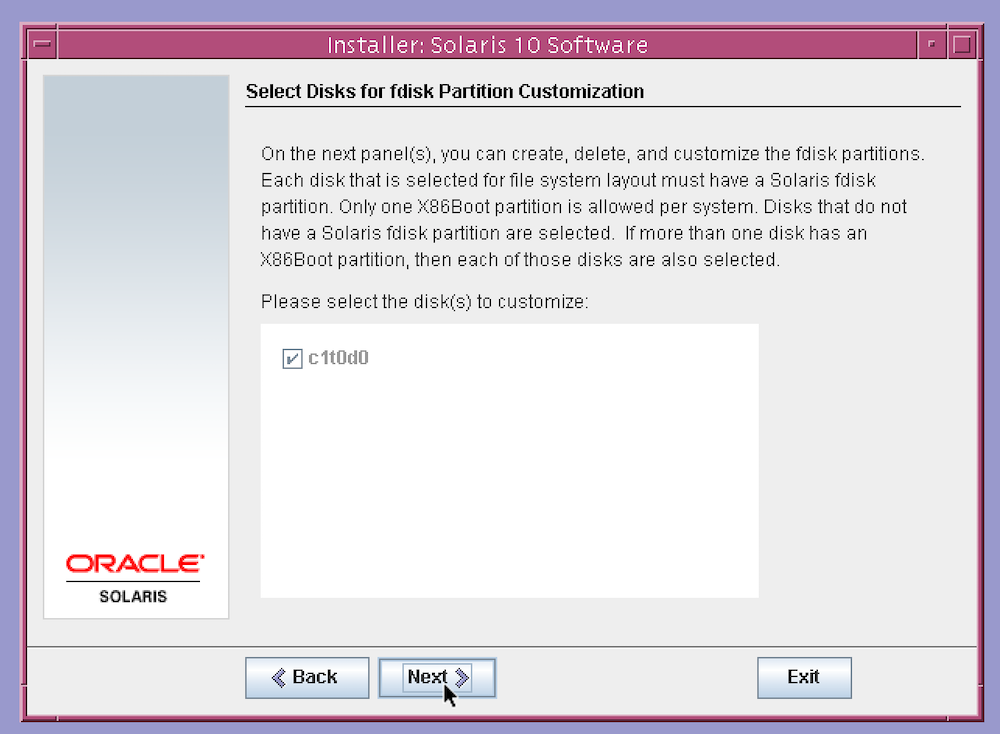 Installer: Solaris 10 Software
Select Disks for fdisk Partition Customization
On the next panel(s), you can create, delete, and customize the fdisk partitions.
Each disk that is selected for file system layout must have a Solaris fdisk
partition. Only one X86Boot partition is allowed per system. Disks that do not
have a Solaris fdisk partition are selected.  If more than one disk has an
X86Boot partition, then each of those disks are also selected.
Please select the disk(s) to customize:
c1t0d0
ORACLE
SOLARIS
Back
Next
Exit